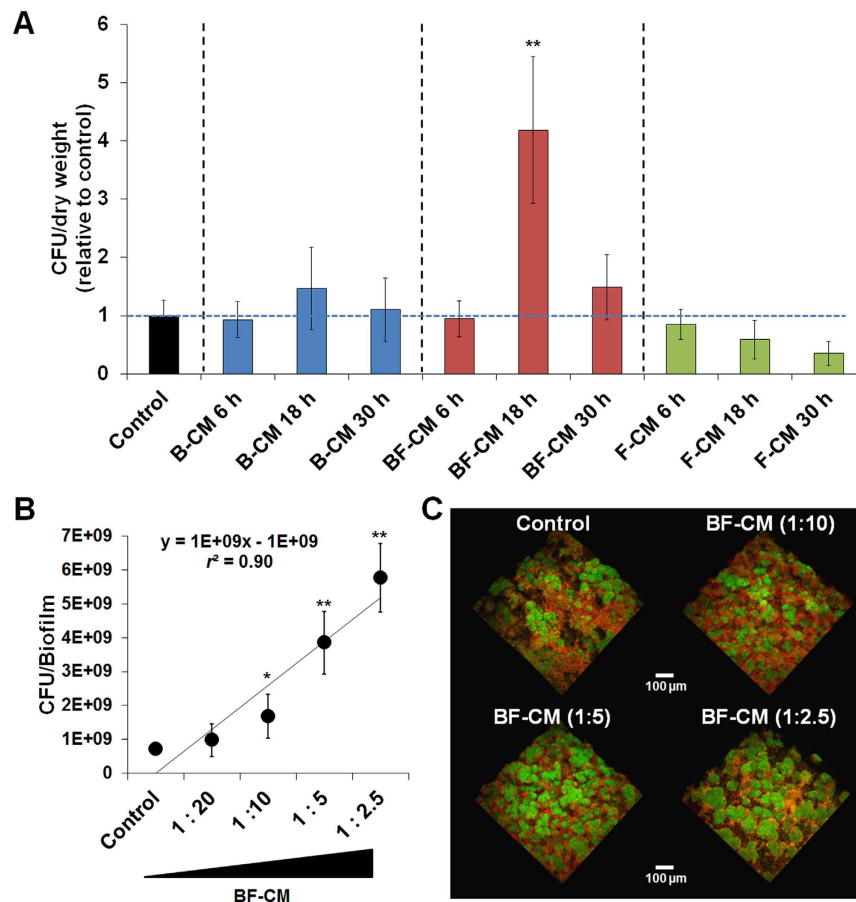 A
CFU/dry weight
(relative to control)
6
5
4
3
2
1
0
**
Control
B-CM 6 h
B-CM 18 h
B-CM 30 h
BF-CM 6 h
BF-CM 18 h
BF-CM 30 h
F-CM 6 h
F-CM 18 h
F-CM 30 h
B
CFU/Biofilm
7E+09
6E+09
5E+09
4E+09
3E+09
2E+09
1E+09
0
y = 1E+09x - 1E+09
r² = 0.90
*
**
**
Control
1 : 20
1 :10
1 : 5
1 : 2.5
BF-CM
C
Control
BF-CM (1:10)
100 µm
BF-CM (1:5)
BF-CM (1:2.5)
100 µm